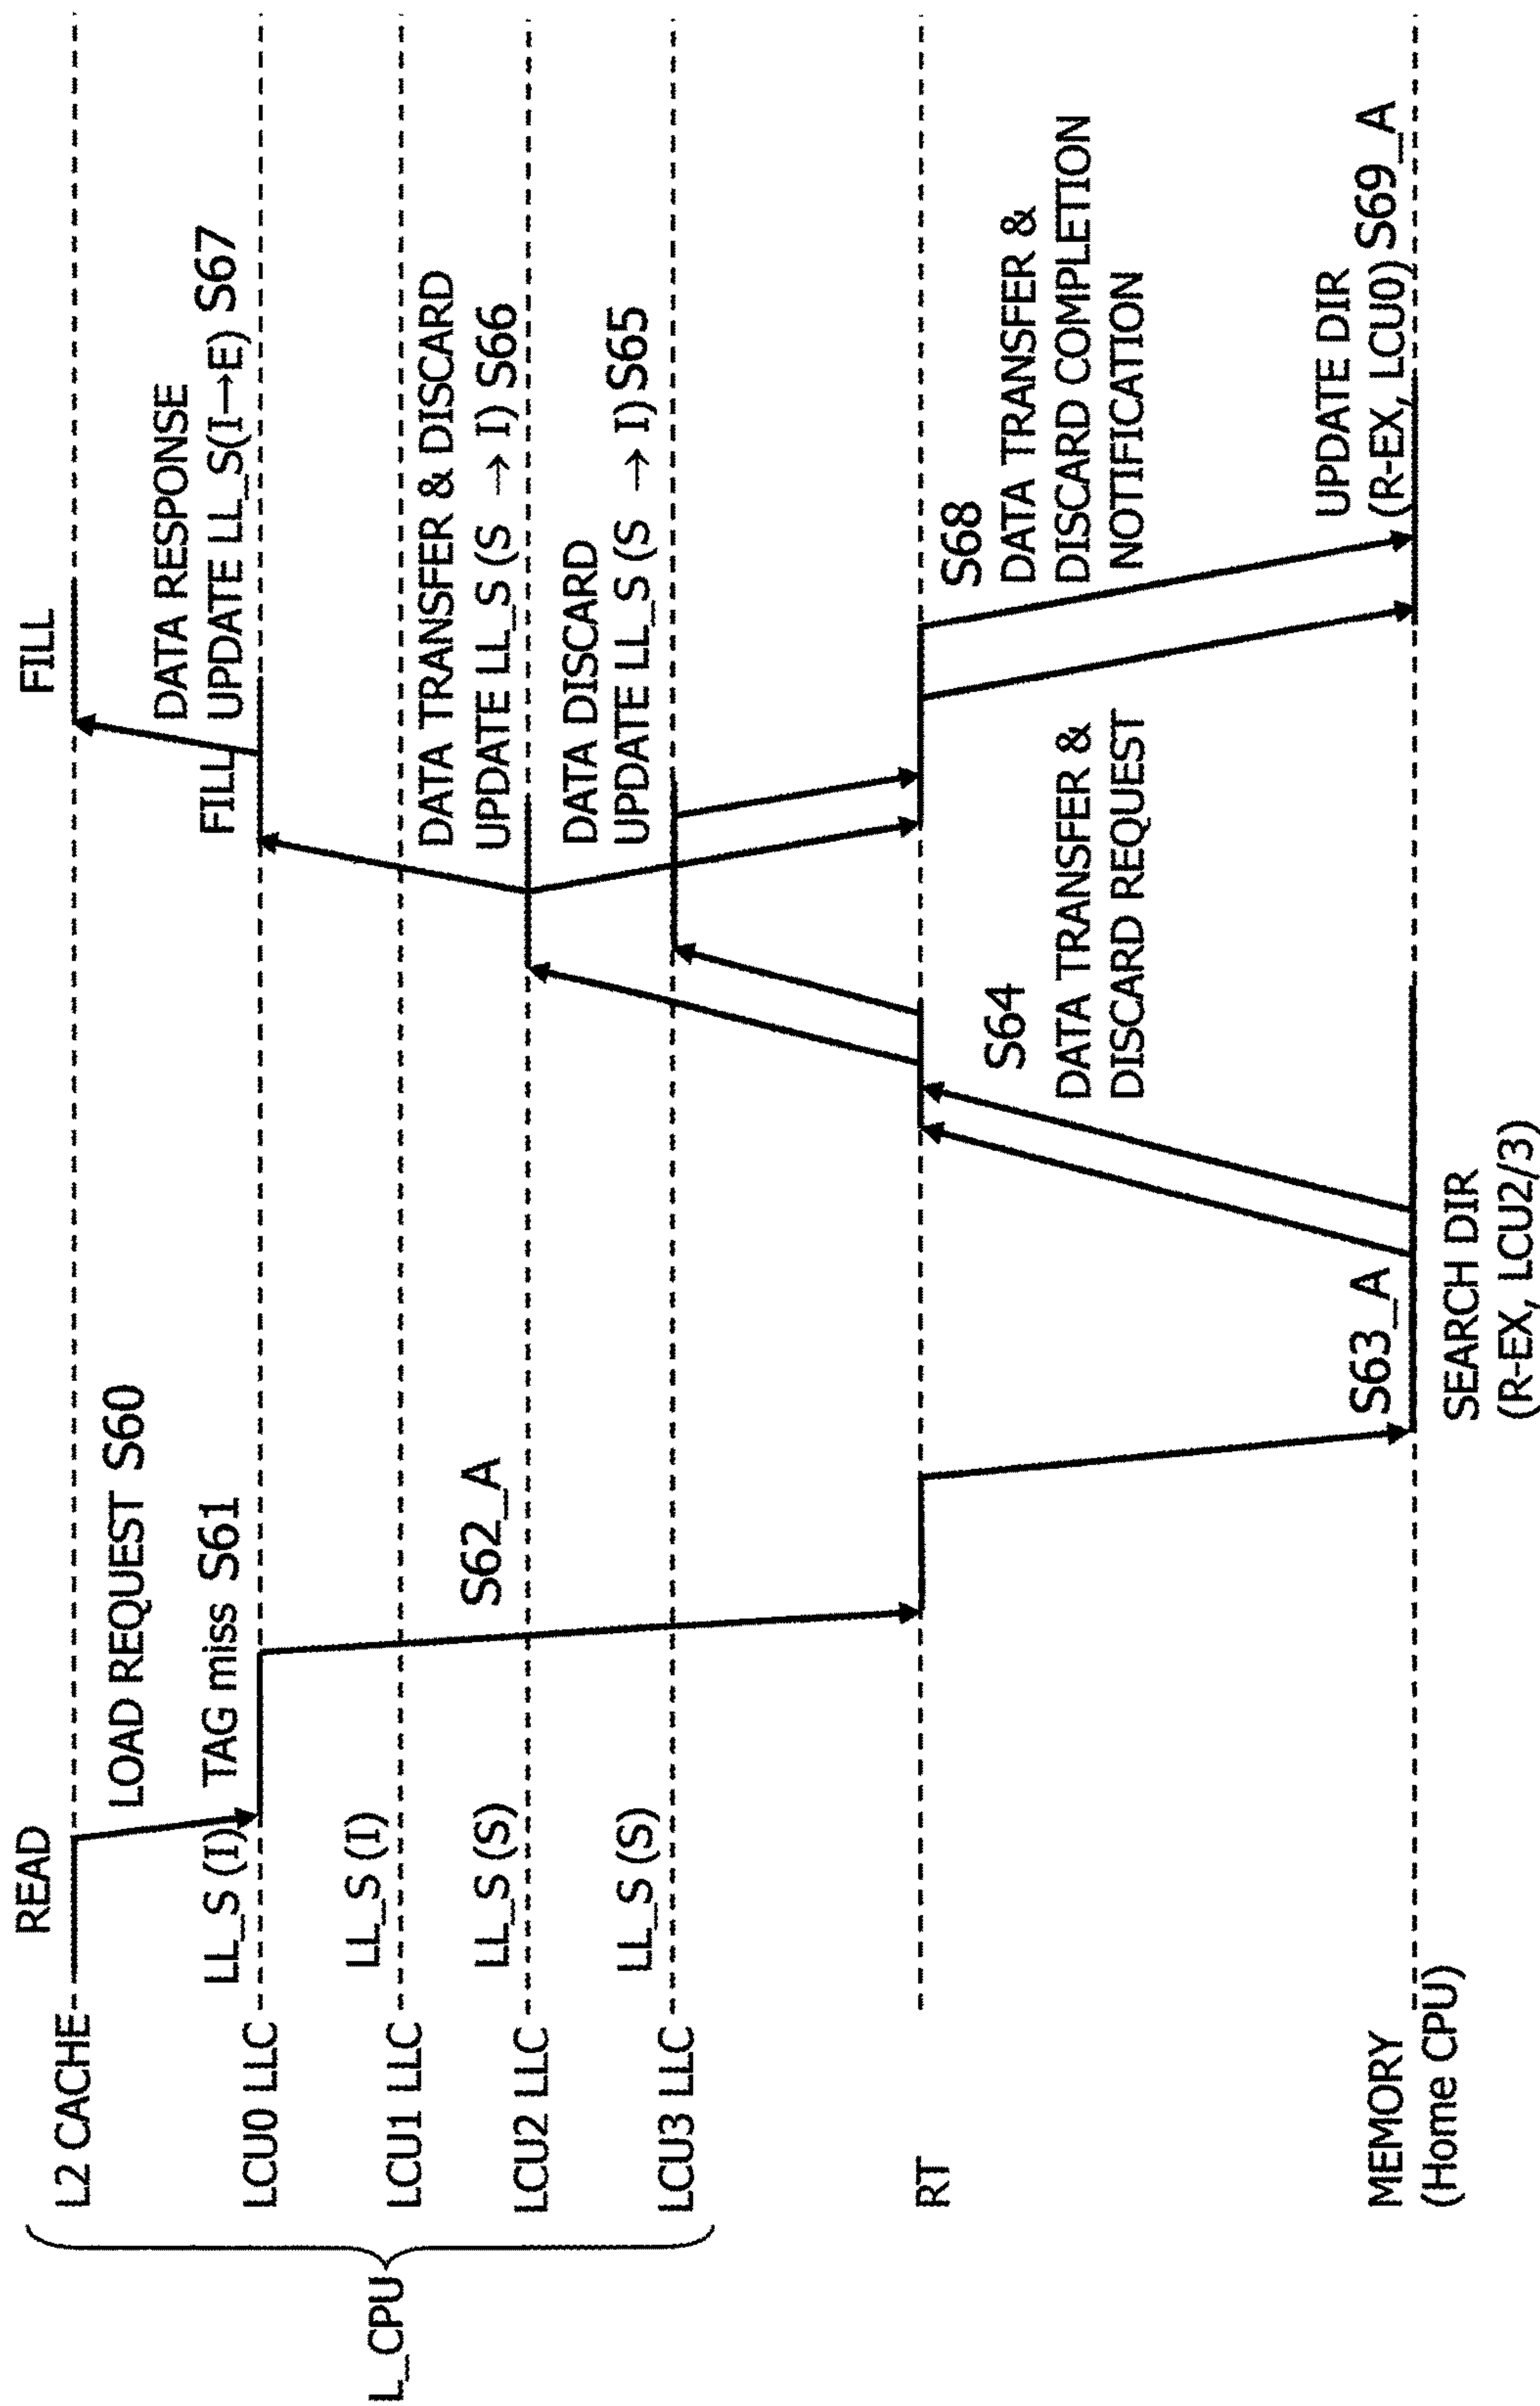 L_CPU
L2 CACHE
READ
FILL
LOAD REQUEST S60
DATA RESPONSE
UPDATE LL_S(I→E) S67
LCU0 LLC
LL_S (I)
TAG miss S61
FILL
LCU1 LLC
LL_S (I)
DATA TRANSFER & DISCARD
UPDATE LL_S (S → I) S66
LCU2 LLC
LL_S (S)
S62_A
DATA DISCARD
UPDATE LL_S (S → I) S65
LCU3 LLC
LL_S (S)
RT
S64
DATA TRANSFER &
DISCARD REQUEST
S68
DATA TRANSFER &
DISCARD COMPLETION
NOTIFICATION
MEMORY
(Home CPU)
S63_A
SEARCH DIR
(R-EX, LCU2/3)
UPDATE DIR
(R-EX, LCU0) S69_A